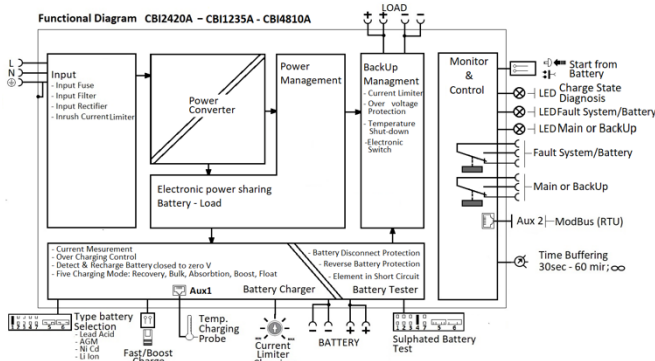 Functional Diagram CBI2420A – CBI1235A - CBI4810A
LOAD
+ + - -
L
N
Input
- Input Fuse
- Input Filter
- Input Rectifier
- Inrush CurrentLimiter
Power
Converter
Power
Management
BackUp
Managment
- Current Limiter
- Over voltage
Protection
- Temperature
Shut-down
-Electronic
Switch
Monitor
&
Control
Start from
Battery
LED Charge State
Diagnosis
LED Fault System/Battery
LED Main or BackUp
Fault System/Battery
Main or BackUp
Aux 2 ModBus (RTU)
Time Buffering
30sec - 60 mir; ∞
Electronic power sharing
Battery - Load
- Current Mesurement
- Over Charging Control
- Detect & Recharge Battery closed to zero V
- Five Charging Mode: Recovery, Bulk, Absorbtion, Boost, Float
Aux1
Battery Charger
- Battery Disconnect Protection
- Reverse Battery Protection
- Element in Short Circuit
Battery Tester
Type battery
Selection
- Lead Acid
- AGM
- Ni Cd
- Li Ion
Fast/Boost
Temp.
Charging
Probe
Current
Limiter
- - + +
BATTERY
Sulphated Battery
Test